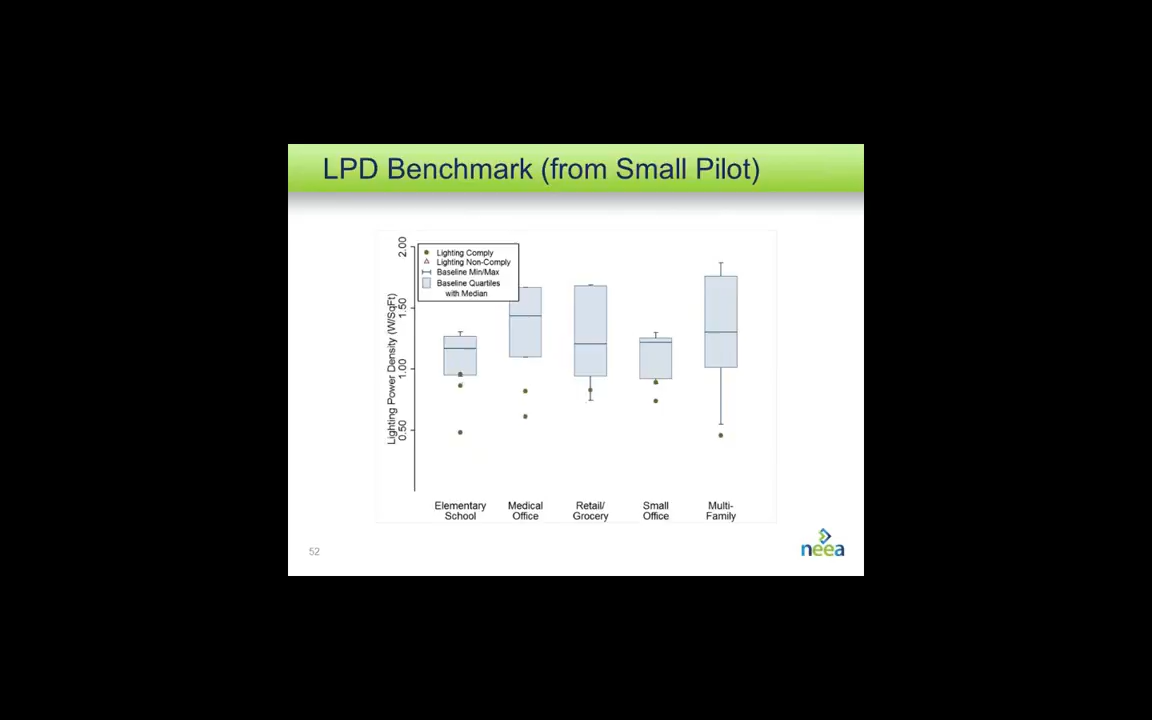 LPD Benchmark (from Small Pilot)
Lighting Comply
Lighting Non-Comply
Baseline Min/Max
Baseline Quartiles
with Median
Lighting Power Density (W/SqFt)
2.00
1.50
1.00
0.50
Elementary School
Medical Office
Retail/ Grocery
Small Office
Multi- Family
52
neea